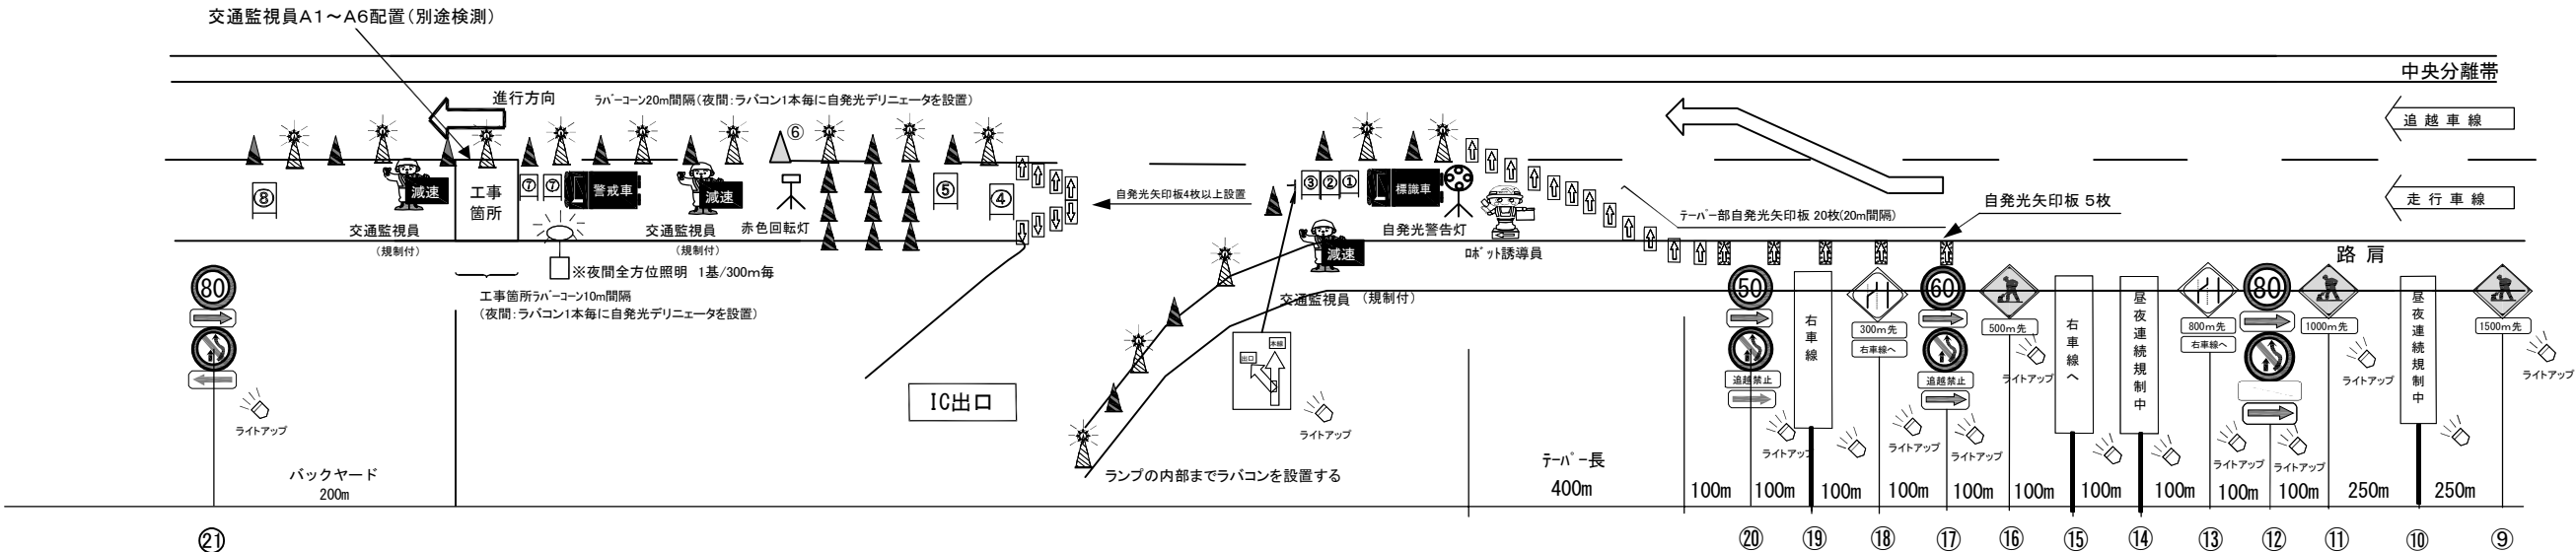 交通監視員A1～A6配置(別途検測)
中央分離帯
進行方向
ﾗﾊﾞｰｺｰﾝ20m間隔(夜間:ﾗﾊﾞｺﾝ1本毎に自発光デリニェータを設置)
追越車線
⑥
走行車線
⑧
減速
工事
箇所
⑦
⑦
警戒車
減速
⑤
④
自発光矢印板4枚以上設置
③
②
①
標識車
テｰﾊﾟｰ部自発光矢印板 20枚(20m間隔)
自発光矢印板 5枚
交通監視員
(規制付)
交通監視員
(規制付)
赤色回転灯
自発光警告灯
ﾛﾎﾞｯﾄ誘導員
減速
路肩
※夜間全方位照明 1基/300m毎
工事箇所ﾗﾊﾞｰｺｰﾝ10m間隔
(夜間:ラバコン1本毎に自発光デリニェータを設置)
交通監視員 (規制付)
80
50
追越禁止
右車線
300m先
右車線へ
60
追越禁止
500m先
右車線へ
昼夜連続規制中
800m先
右車線へ
80
1000m先
昼夜連続規制中
1500m先
本線
出口
IC出口
ライトアップ
ライトアップ
ライトアップ
ライトアップ
ライトアップ
ライトアップ
ライトアップ
ライトアップ
ライトアップ
ライトアップ
バックヤード
200m
ランプの内部までラバコンを設置する
テｰﾊﾟｰ長
400m
100m
100m
100m
100m
100m
100m
100m
100m
100m
100m
250m
250m
㉑
⑳
⑲
⑱
⑰
⑯
⑮
⑭
⑬
⑫
⑪
⑩
⑨